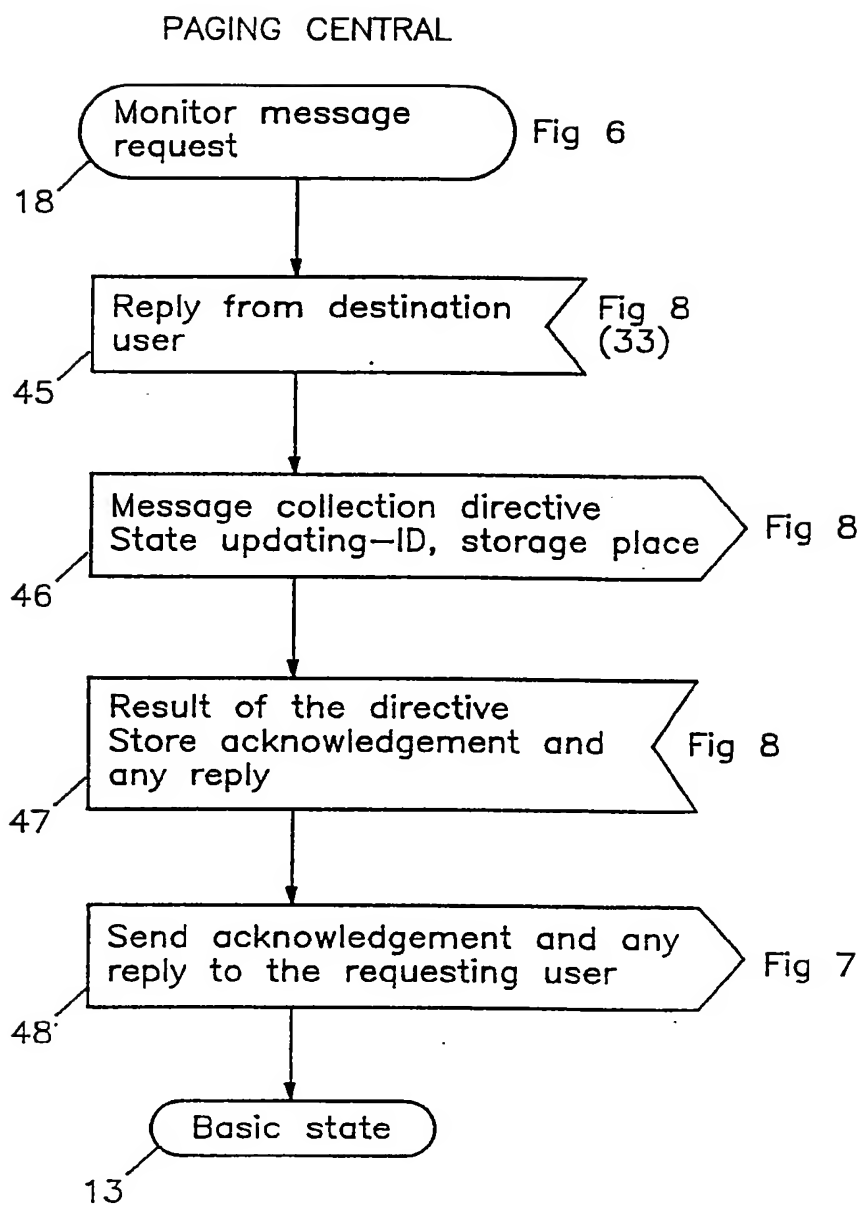 PAGING CENTRAL
Monitor message
request
Fig 6
18
Reply from destination
user
Fig 8
(33)
45
Message collection directive
State updating-ID, storage place
Fig 8
46
Result of the directive
Store acknowledgement and
any reply
Fig 8
47
Send acknowledgement and any
reply to the requesting user
Fig 7
48
Basic state
13